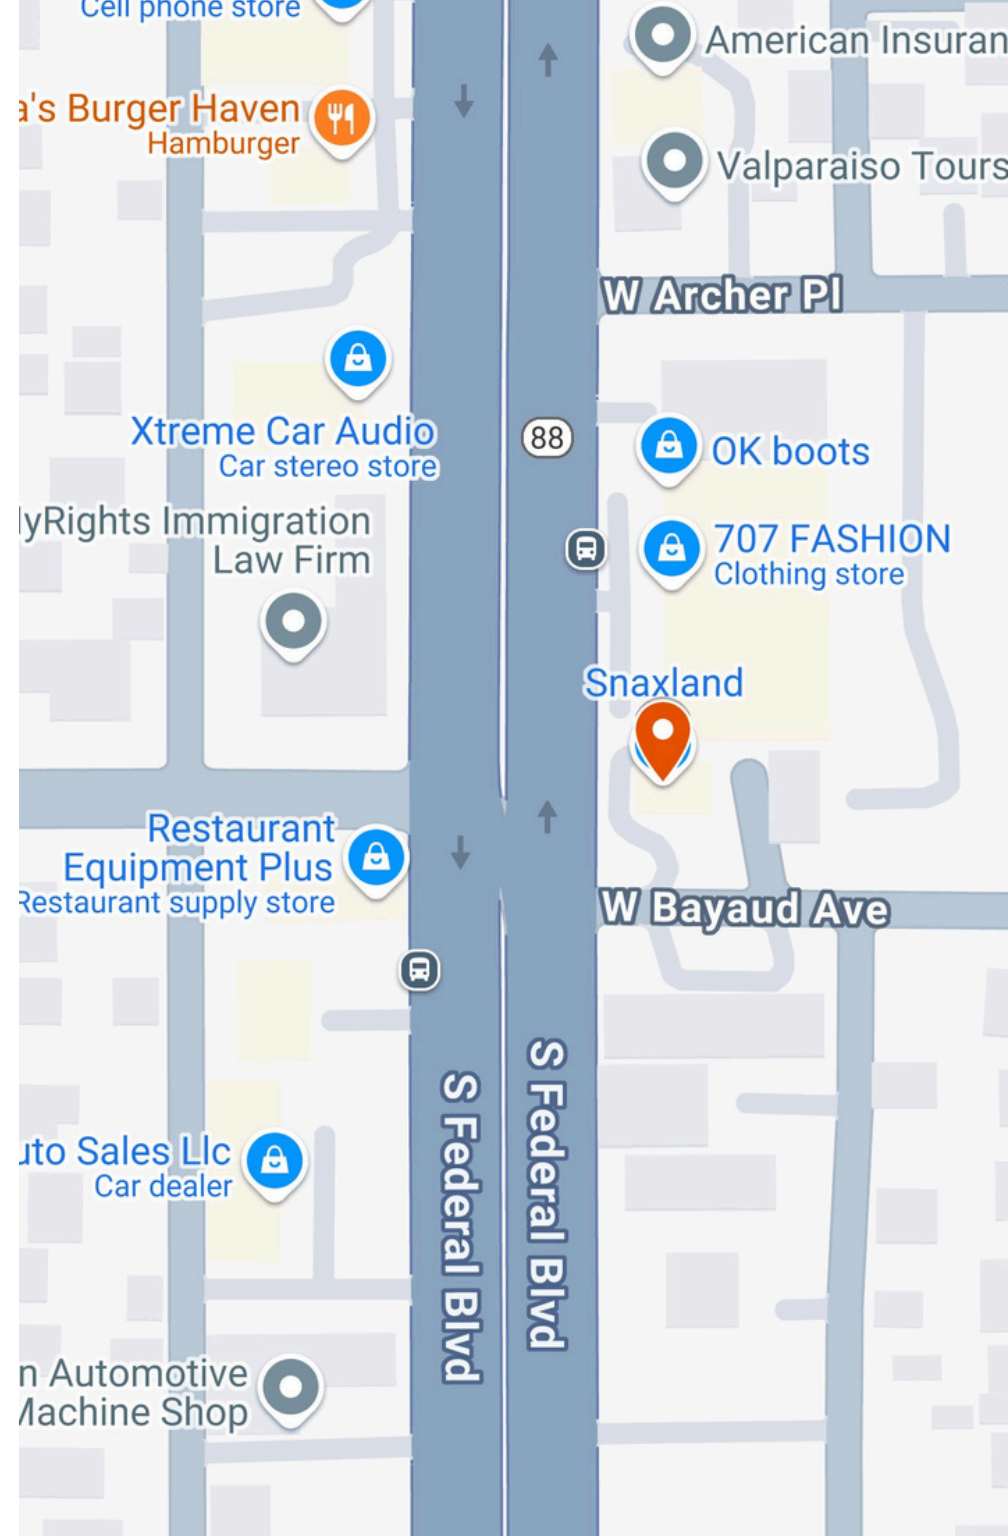 Cell phone store
American Insuran
a's Burger Haven
Hamburger
Valparaiso Tours
W Archer Pl
Xtreme Car Audio
Car stereo store
88
OK boots
yRights Immigration
Law Firm
707 FASHION
Clothing store
Snaxland
Restaurant
Equipment Plus
Restaurant supply store
W Bayaud Ave
S Federal Blvd
S Federal Blvd
uto Sales Llc
Car dealer
n Automotive
Machine Shop